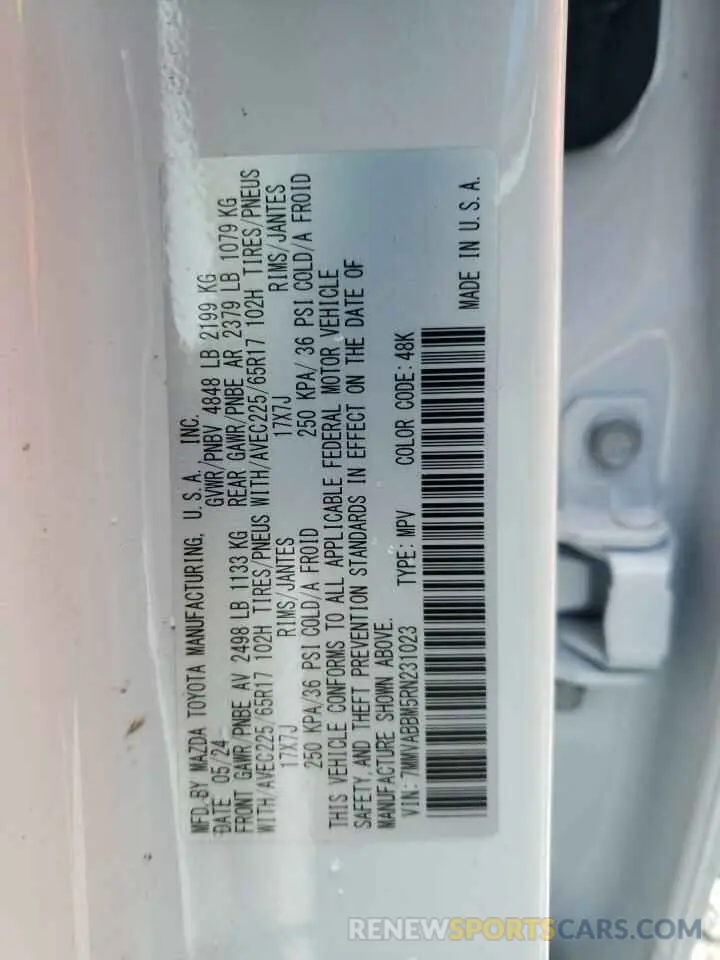 MFD.BY MAZDA TOYOTA MANUFACTURING, U.S.A. INC.
DATE 05/24 GVWR/PNBV 4848 LB 2199 KG
FRONT GAWR/PNBE AV 2498 LB 1133 KG REAR GAWR/PNBE AR 2379 LB 1079 KG
WITH/AVEC225/65R17 102H TIRES/PNEUS WITH/AVEC225/65R17 102H TIRES/PNEUS
17X7J RIMS/JANTES 17X7J RIMS/JANTES
250 KPA/36 PSI COLD/A FROID 250 KPA/ 36 PSI COLD/A FROID
THIS VEHICLE CONFORMS TO ALL APPLICABLE FEDERAL MOTOR VEHICLE
SAFETY,AND THEFT PREVENTION STANDARDS IN EFFECT ON THE DATE OF
MANUFACTURE SHOWN ABOVE.
VIN: 7MMVABBM5RN231023 TYPE: MPV COLOR CODE: 48K
MADE IN U.S.A.
RENEWSPORTSCARS.COM